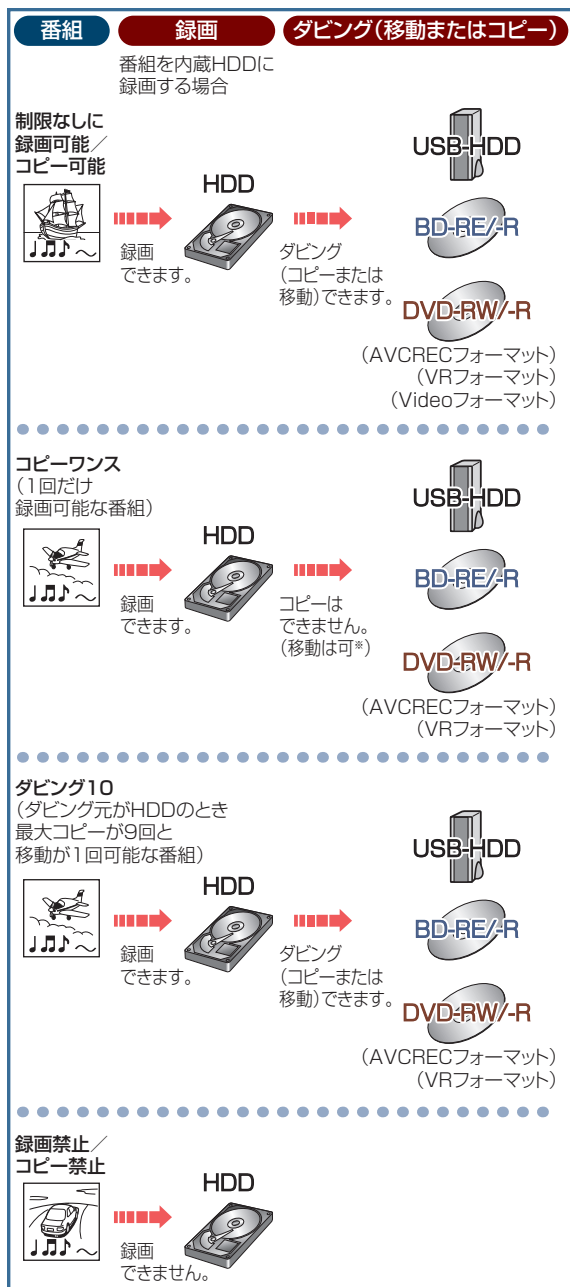 番組
録画
ダビング(移動またはコピー)
番組を内蔵HDDに
録画する場合
制限なしに
録画可能／
コピー可能
HDD
録画
できます。
ダビング
(コピーまたは
移動)できます。
USB-HDD
BD-RE/-R
DVD-RW/-R
(AVCRECフォーマット)
(VRフォーマット)
(Videoフォーマット)
コピーワンス
(1回だけ
録画可能な番組)
HDD
録画
できます。
コピーは
できません。
(移動は可※)
USB-HDD
BD-RE/-R
DVD-RW/-R
(AVCRECフォーマット)
(VRフォーマット)
ダビング10
(ダビング元がHDDのとき
最大コピーが9回と
移動が1回可能な番組)
HDD
録画
できます。
ダビング
(コピーまたは
移動)できます。
USB-HDD
BD-RE/-R
DVD-RW/-R
(AVCRECフォーマット)
(VRフォーマット)
録画禁止／
コピー禁止
HDD
録画
できません。